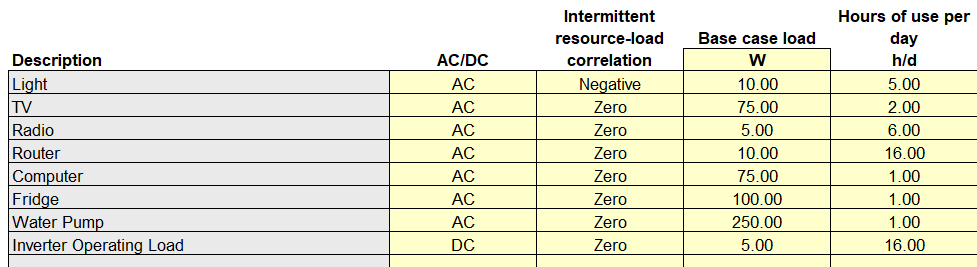 Intermittent Hours of use per
resource-load Base case load day
Description AC/DC correlation W h/d
Light AC Negative 10.00 5.00
TV AC Zero 75.00 2.00
Radio AC Zero 5.00 6.00
Router AC Zero 10.00 16.00
Computer AC Zero 75.00 1.00
Fridge AC Zero 100.00 1.00
Water Pump AC Zero 250.00 1.00
Inverter Operating Load DC Zero 5.00 16.00